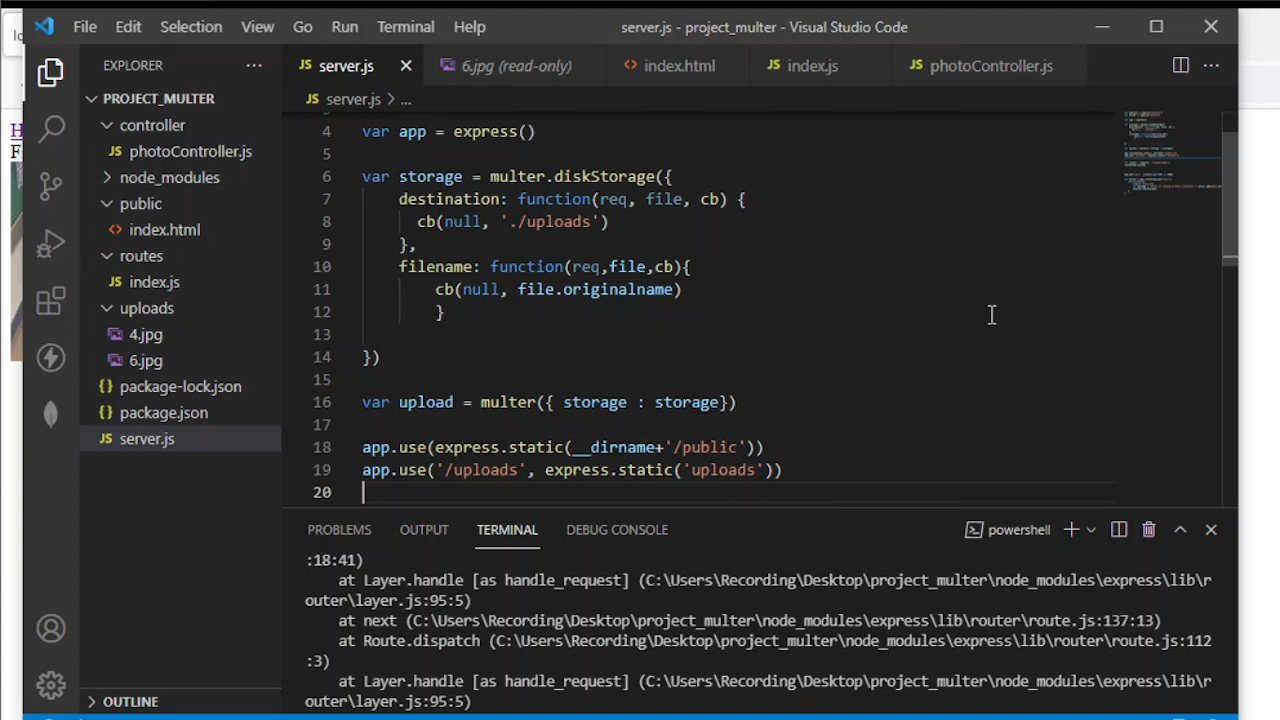 File Edit Selection View Go Run Terminal Help server.js - project_multer - Visual Studio Code
EXPLORER
PROJECT_MULTER
controller
photoController.js
node_modules
public
index.html
routes
index.js
uploads
4.jpg
6.jpg
package-lock.json
package.json
server.js
OUTLINE
server.js 6.jpg (read-only) index.html index.js photoController.js
server.js > ...
4 var app = express()
5
6 var storage = multer.diskStorage({
7 destination: function(req, file, cb) {
8 cb(null, './uploads')
9 },
10 filename: function(req,file,cb){
11 cb(null, file.originalname)
12 }
13
14 })
15
16 var upload = multer({ storage : storage})
17
18 app.use(express.static(__dirname+'/public'))
19 app.use('/uploads', express.static('uploads'))
20
PROBLEMS OUTPUT TERMINAL DEBUG CONSOLE powershell
:18:41)
at Layer.handle [as handle_request] (C:\Users\Recording\Desktop\project_multer\node_modules\express\lib\r
outer\layer.js:95:5)
at next (C:\Users\Recording\Desktop\project_multer\node_modules\express\lib\router\route.js:137:13)
at Route.dispatch (C:\Users\Recording\Desktop\project_multer\node_modules\express\lib\router\route.js:112
:3)
at Layer.handle [as handle_request] (C:\Users\Recording\Desktop\project_multer\node_modules\express\lib\r
outer\layer.js:95:5)